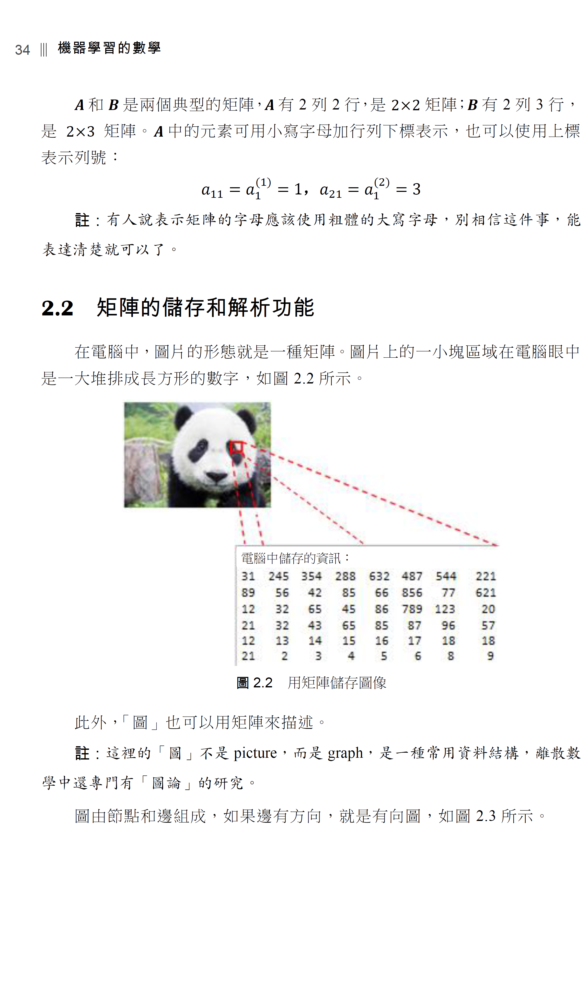 34 機器學習的數學
A 和 B 是兩個典型的矩陣，A 有 2 列 2 行，是 2×2 矩陣；B 有 2 列 3 行，
是 2×3 矩陣。A 中的元素可用小寫字母加行列下標表示，也可以使用上標
表示列號：
a₁₁ = a₁⁽¹⁾ = 1，a₂₁ = a₁⁽²⁾ = 3
註：有人說表示矩陣的字母應該使用粗體的大寫字母，別相信這件事，能
表達清楚就可以了。
2.2 矩陣的儲存和解析功能
在電腦中，圖片的形態就是一種矩陣。圖片上的一小塊區域在電腦眼中
是一大堆排成長方形的數字，如圖 2.2 所示。
電腦中儲存的資訊：
31 245 354 288 632 487 544 221
89 56 42 85 66 856 77 621
12 32 65 45 86 789 123 20
21 32 43 65 85 87 96 57
12 13 14 15 16 17 18 18
21 2 3 4 5 6 8 9
圖 2.2 用矩陣儲存圖像
此外，「圖」也可以用矩陣來描述。
註：這裡的「圖」不是 picture，而是 graph，是一種常用資料結構，離散數
學中還專門有「圖論」的研究。
圖由節點和邊組成，如果邊有方向，就是有向圖，如圖 2.3 所示。